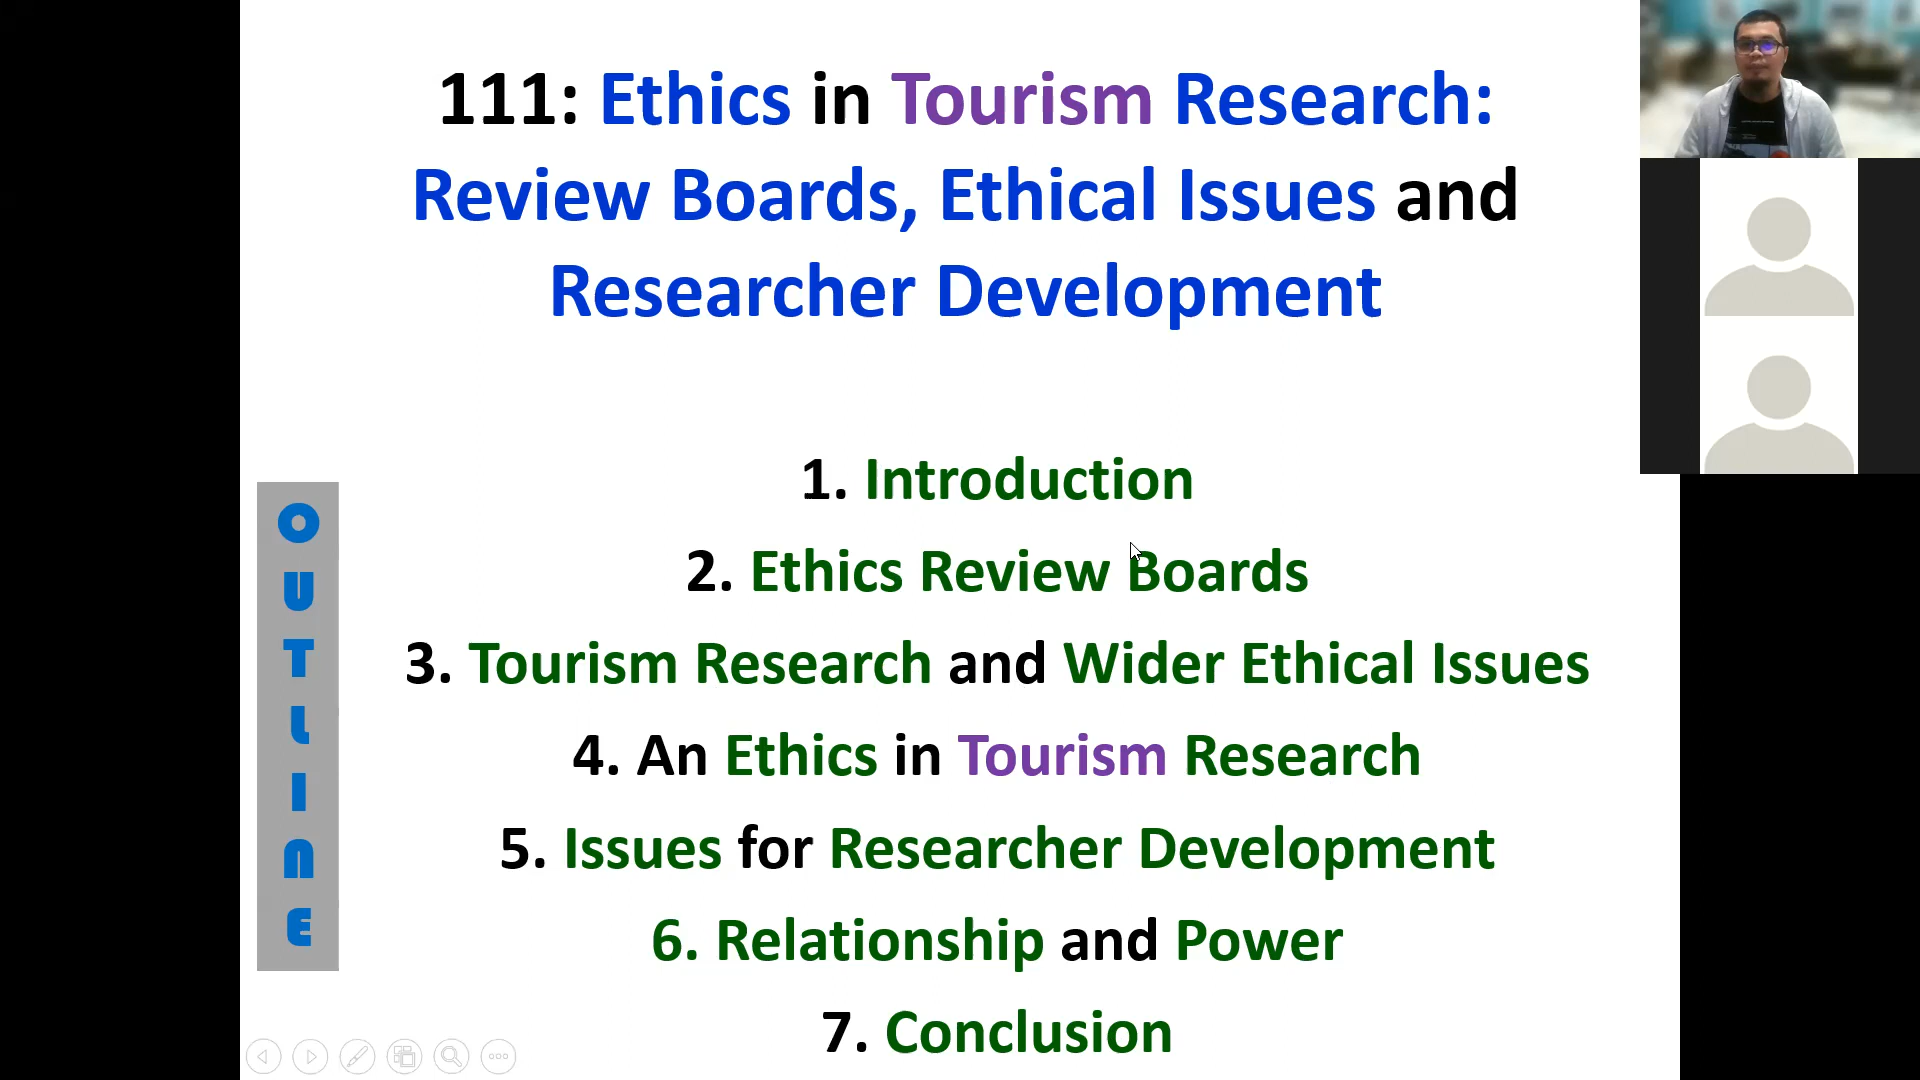 111: Ethics in Tourism Research:
Review Boards, Ethical Issues and
Researcher Development
OUTLINE
1. Introduction
2. Ethics Review Boards
3. Tourism Research and Wider Ethical Issues
4. An Ethics in Tourism Research
5. Issues for Researcher Development
6. Relationship and Power
7. Conclusion